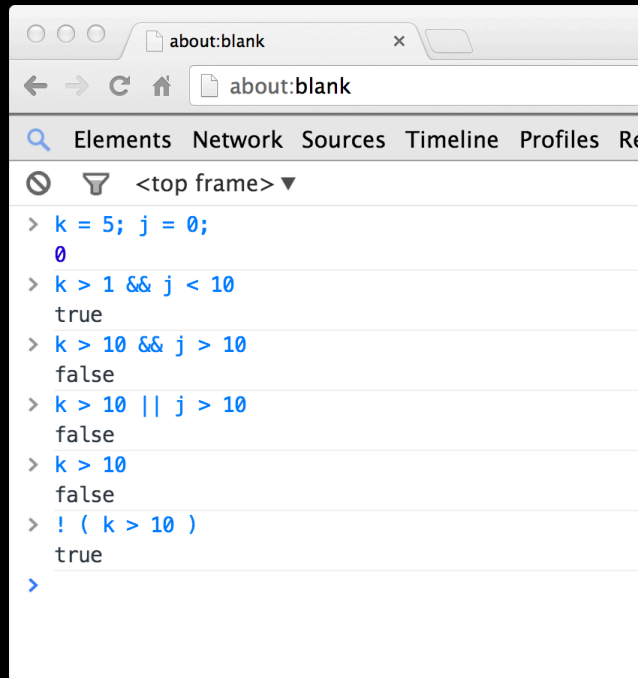 about:blank ×
about:blank
Elements Network Sources Timeline Profiles Re
<top frame> ▼
> k = 5; j = 0;
0
> k > 1 && j < 10
true
> k > 10 && j > 10
false
> k > 10 || j > 10
false
> k > 10
false
> ! ( k > 10 )
true
>